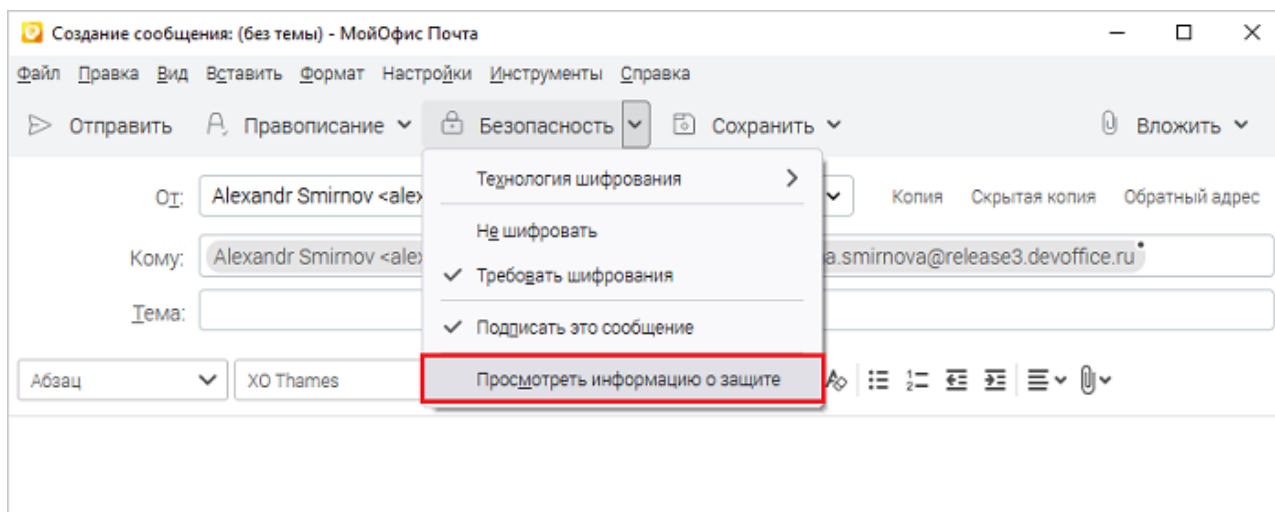 Создание сообщения: (без темы) - МойОфис Почта
Файл Правка Вид Вставить Формат Настройки Инструменты Справка
Отправить Правописание Безопасность Сохранить Вложить
Технология шифрования
От: Alexandr Smirnov <alex Копия Скрытая копия Обратный адрес
Не шифровать
Кому: Alexandr Smirnov <alex a.smirnova@release3.devoffice.ru
Требовать шифрования
Тема:
Подписать это сообщение
Абзац XO Thames Просмотреть информацию о защите